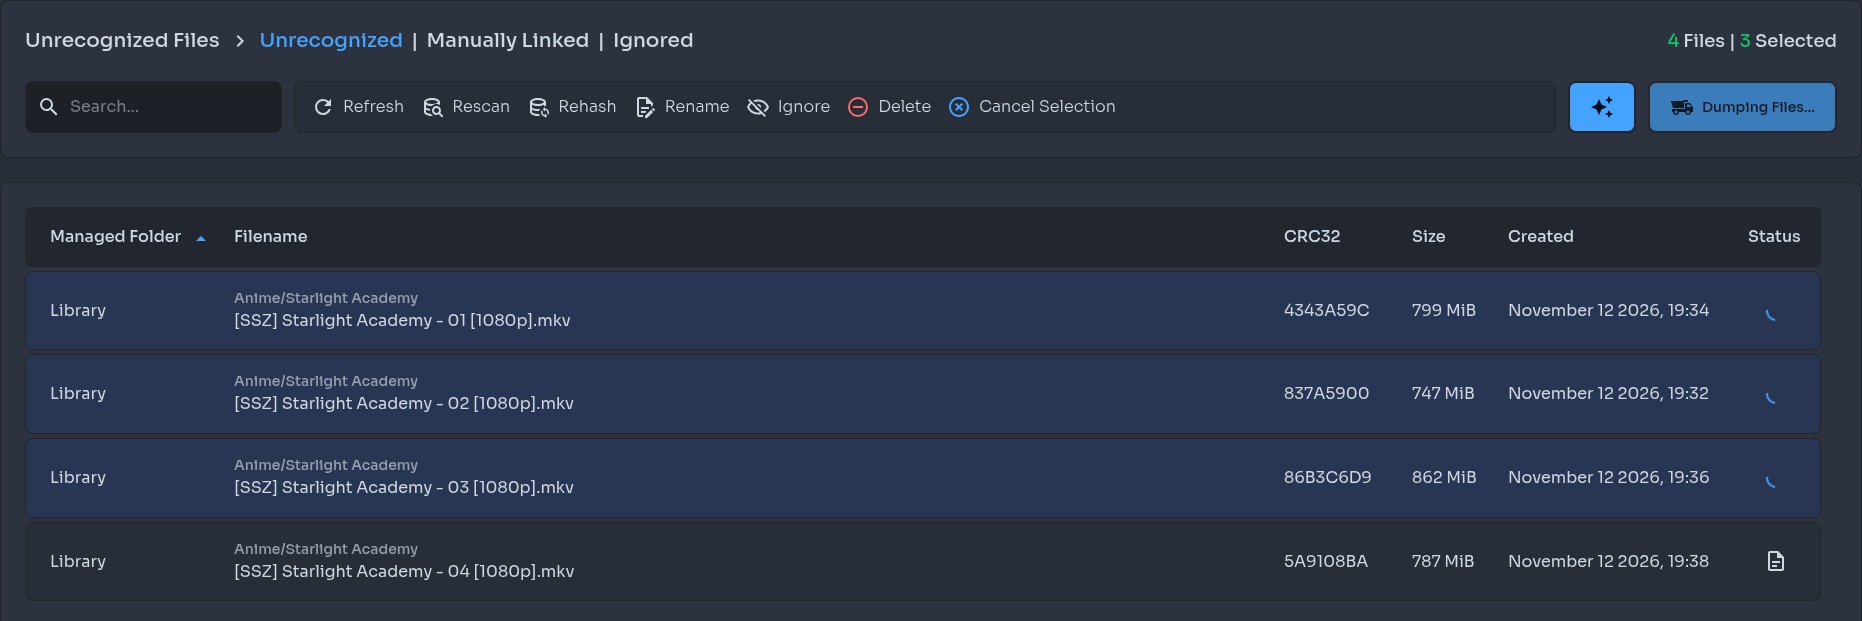 Unrecognized Files > Unrecognized | Manually Linked | Ignored
4 Files | 3 Selected
Search...
Refresh Rescan Rehash Rename Ignore Delete Cancel Selection
Dumping Files...
Managed Folder Filename CRC32 Size Created Status
Anime/Starlight Academy
Library [SSZ] Starlight Academy - 01 [1080p].mkv 4343A59C 799 MiB November 12 2026, 19:34
Anime/Starlight Academy
Library [SSZ] Starlight Academy - 02 [1080p].mkv 837A5900 747 MiB November 12 2026, 19:32
Anime/Starlight Academy
Library [SSZ] Starlight Academy - 03 [1080p].mkv 86B3C6D9 862 MiB November 12 2026, 19:36
Anime/Starlight Academy
Library [SSZ] Starlight Academy - 04 [1080p].mkv 5A9108BA 787 MiB November 12 2026, 19:38